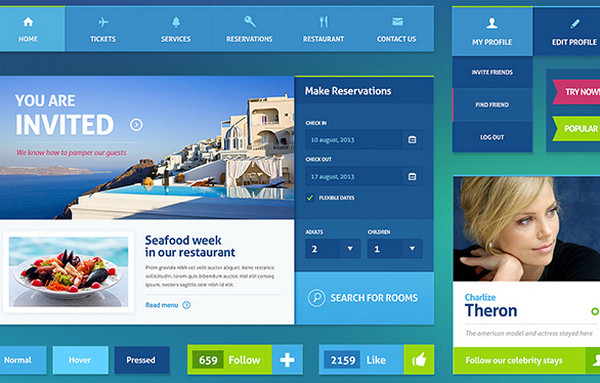 HOME
TICKETS
SERVICES
RESERVATIONS
RESTAURANT
CONTACT US
MY PROFILE
EDIT PROFILE
INVITE FRIENDS
FIND FRIEND
LOG OUT
TRY NOW!
POPULAR
YOU ARE
INVITED
We know how to pamper our guests
Make Reservations
CHECK IN
10 august, 2013
CHECK OUT
17 august, 2013
FLEXIBLE DATES
ADULTS
CHILDREN
2
1
SEARCH FOR ROOMS
Seafood week
in our restaurant
Proin gravida nibh vel velit auctor aliquet. Aene restano
sollicitudin, lorem quis bibendum auctor, nisi elit conseq
ipsum, necsite sagittis sem nibh id elit.
Read menu
Charlize
Theron
The american model and actress stayed here
Follow our celebrity stays
Normal
Hover
Pressed
659
Follow
2159
Like